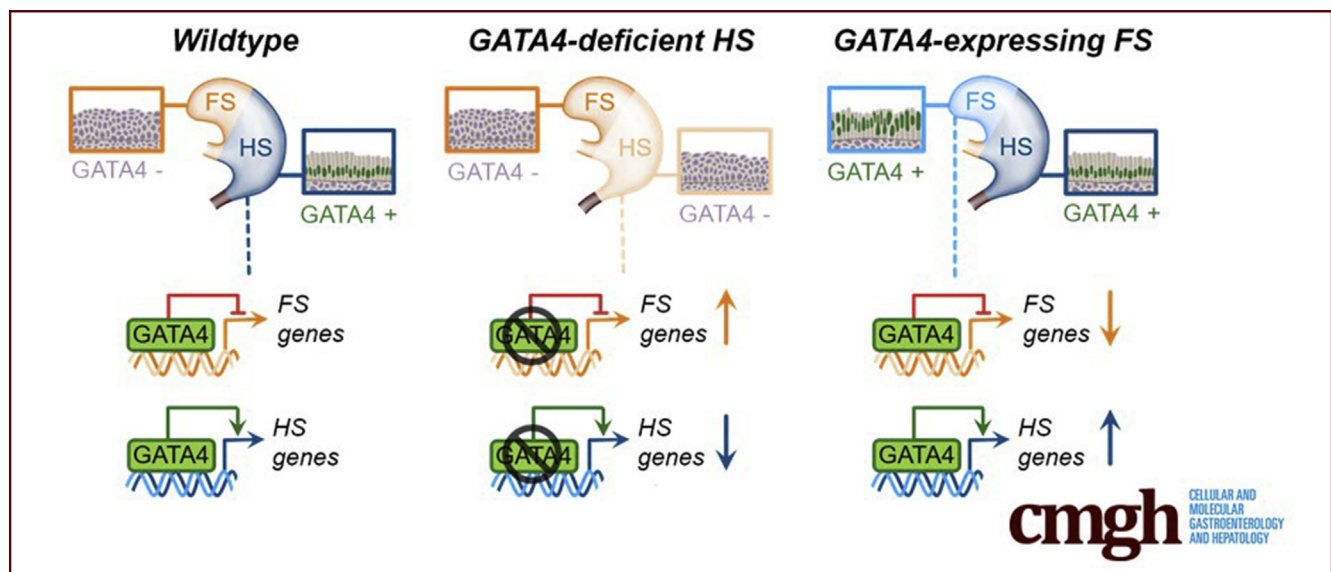 Wildtype
GATA4-deficient HS
GATA4-expressing FS
FS
HS
GATA4 -
GATA4 +
FS
HS
GATA4 -
GATA4 -
FS
HS
GATA4 +
GATA4 +
GATA4
FS
genes
GATA4
FS
genes
GATA4
FS
genes
GATA4
HS
genes
GATA4
HS
genes
GATA4
HS
genes
cmgh
CELLULAR AND
MOLECULAR
GASTROENTEROLOGY
AND HEPATOLOGY